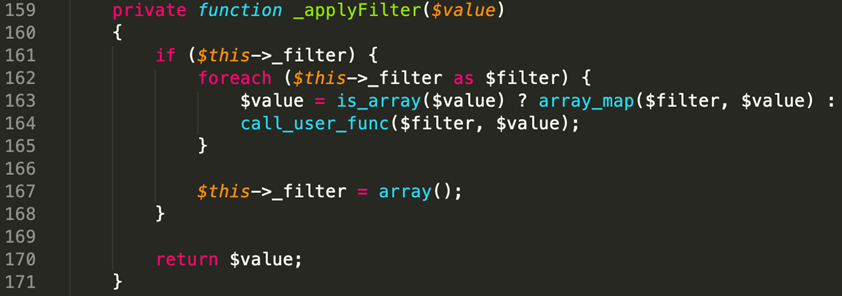 159 private function _applyFilter($value)
160 {
161 if ($this->_filter) {
162 foreach ($this->_filter as $filter) {
163 $value = is_array($value) ? array_map($filter, $value) :
164 call_user_func($filter, $value);
165 }
166
167 $this->_filter = array();
168 }
169
170 return $value;
171 }